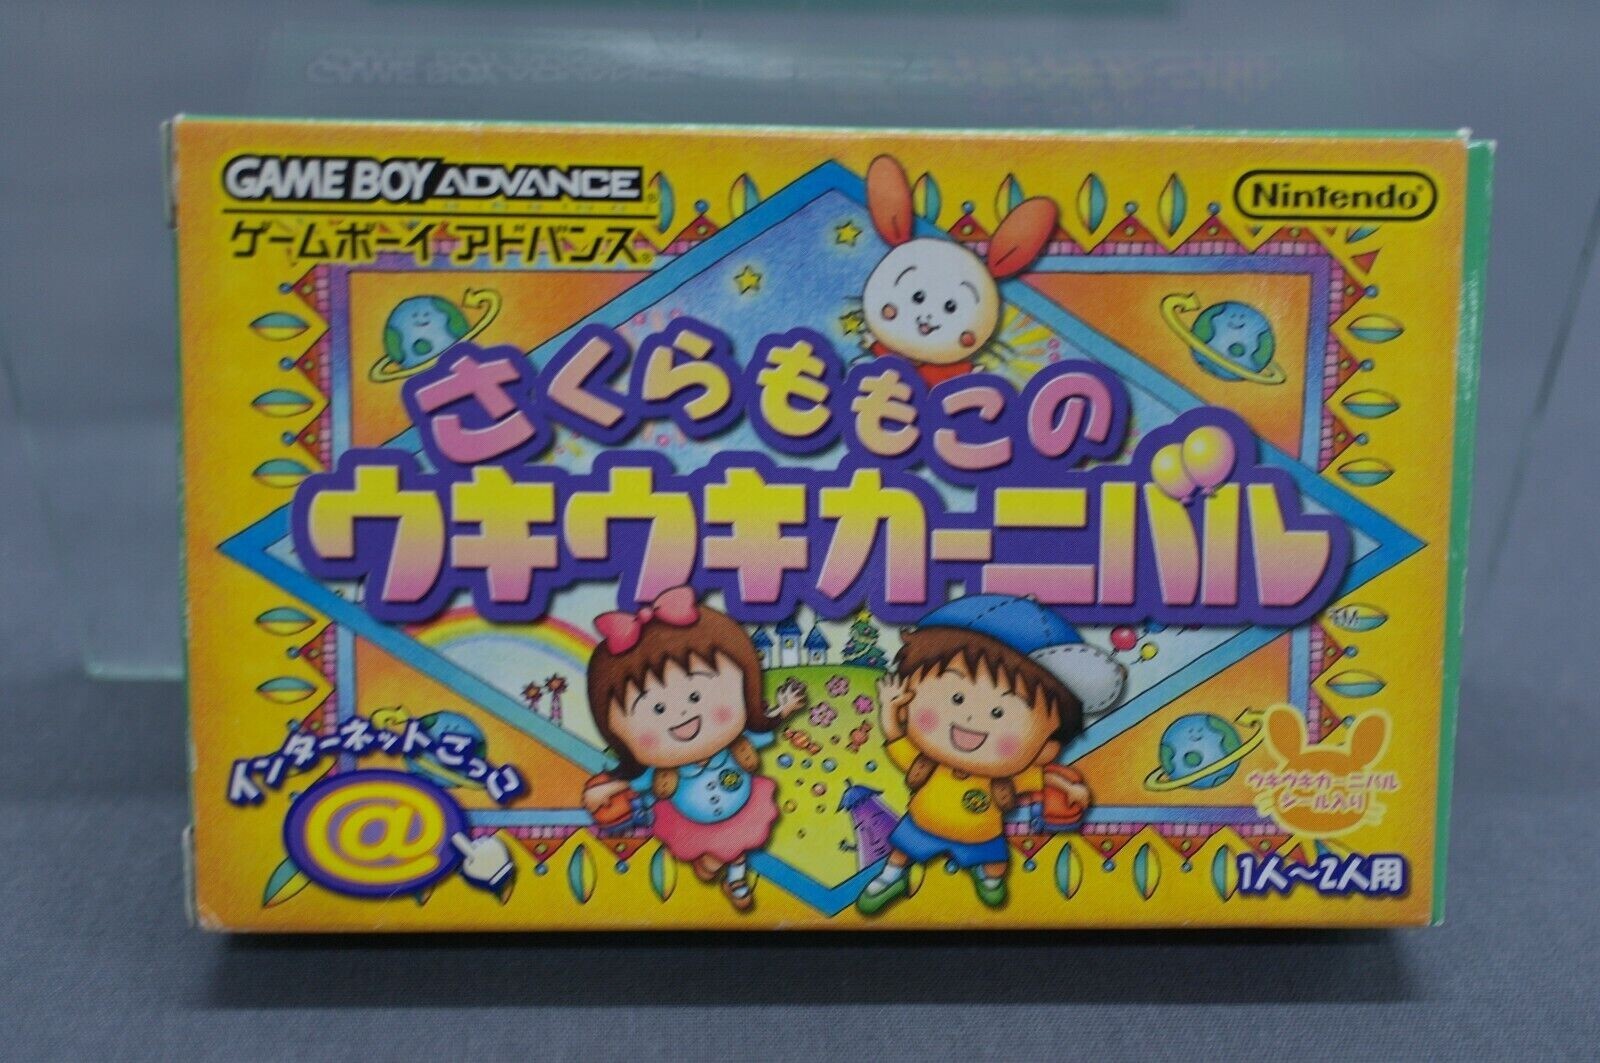 GAME BOY ADVANCE
ゲームボーイ アドバンス®
Nintendo®
さくらももこの
ウキウキカーニバル
TM
インターネットごっこ
@
ウキウキカーニバル
シール入り
1人〜2人用